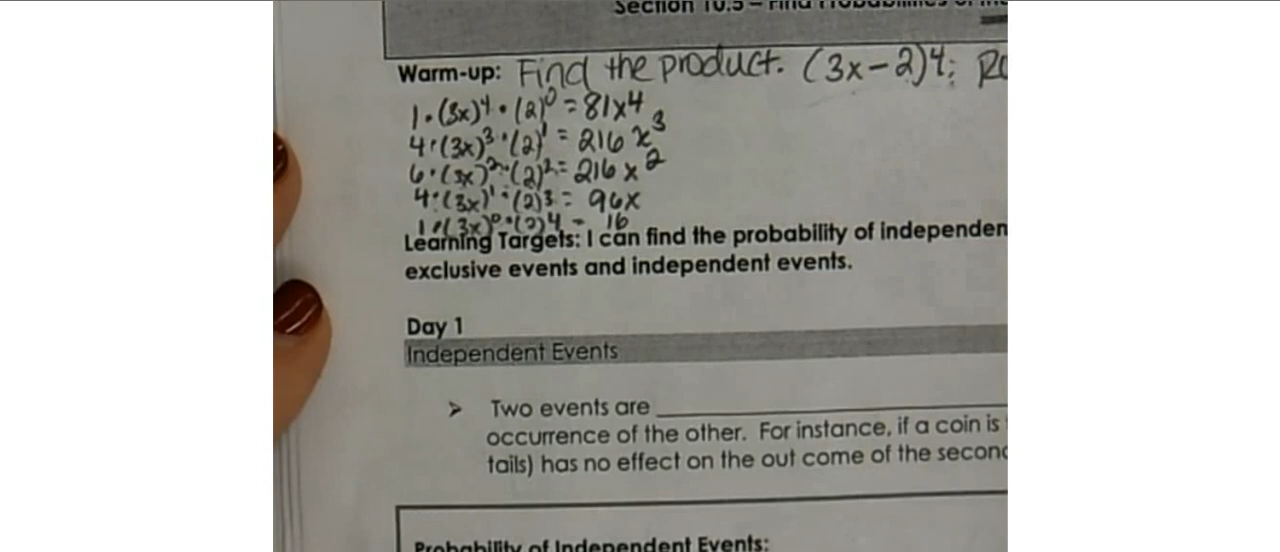 Section 10.5 – Find Probabilities of
Warm-up: Find the product. (3x-2)4;
1·(3x)4·(2)0=81x4
4·(3x)3·(2)1=216x3
6·(3x)2·(2)2=216x2
4·(3x)1·(2)3=96x
1·(3x)0·(2)4=16
Learning Targets: I can find the probability of
exclusive events and independent events.
Day 1
Independent Events
➤ Two events are
occurrence of the other. For instance, if a coin is
tails) has no effect on the out come of the
Probability of Independent Events: